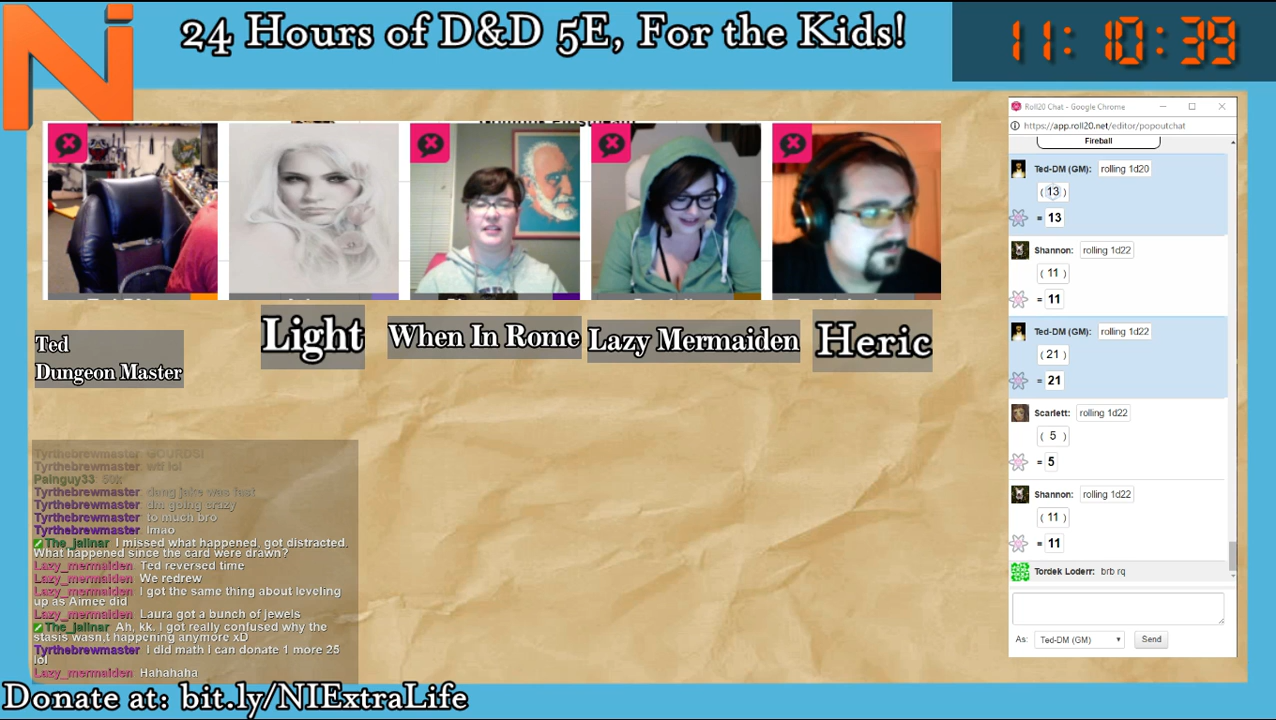 24 Hours of D&D 5E, For the Kids!
11:10:39
Ni
Roll20 Chat - Google Chrome
https://app.roll20.net/editor/popoutchat
Fireball
Ted-DM (GM): rolling 1d20
( 13 )
= 13
Shannon: rolling 1d22
( 11 )
= 11
Ted-DM (GM): rolling 1d22
( 21 )
= 21
Scarlett: rolling 1d22
( 5 )
= 5
Shannon: rolling 1d22
( 11 )
= 11
Tordek Loderr: brb rq
As: Ted-DM (GM) Send
Ted
Dungeon Master
Light
When In Rome
Lazy Mermaiden
Heric
Tyrthebrewmaster GOURDS!
Tyrthebrewmaster wtf lol
Painguy33 50k
Tyrthebrewmaster dang jaite was fast
Tyrthebrewmaster dm going crazy
Tyrthebrewmaster to much bro
Tyrthebrewmaster lmao
The_jalinar I missed what happened, got distracted.
What happened since the card were drawn?
Lazy_mermaiden Ted reversed time
Lazy_mermaiden We redrew
Lazy_mermaiden I got the same thing about leveling
up as Aimee did
Lazy_mermaiden Laura got a bunch of jewels
The_jalinar Ah, kk. I got really confused why the
stasis wasn,t happening anymore xD
Tyrthebrewmaster I did math I can donate 1 more 25
lol
Lazy_mermaiden Hahahaha
Donate at: bit.ly/NIExtraLife